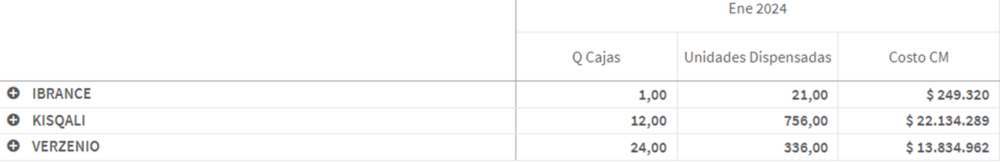 Ene 2024
Q Cajas Unidades Dispensadas Costo CM
IBRANCE 1,00 21,00 $ 249.320
KISQALI 12,00 756,00 $ 22.134.289
VERZENIO 24,00 336,00 $ 13.834.962